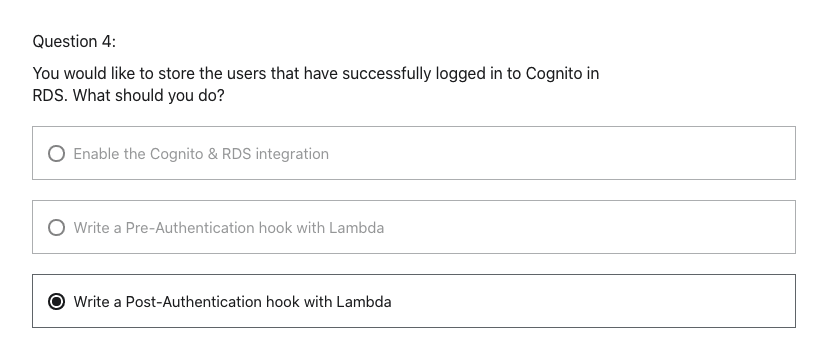 Question 4:
You would like to store the users that have successfully logged in to Cognito in
RDS. What should you do?
Enable the Cognito & RDS integration
Write a Pre-Authentication hook with Lambda
Write a Post-Authentication hook with Lambda